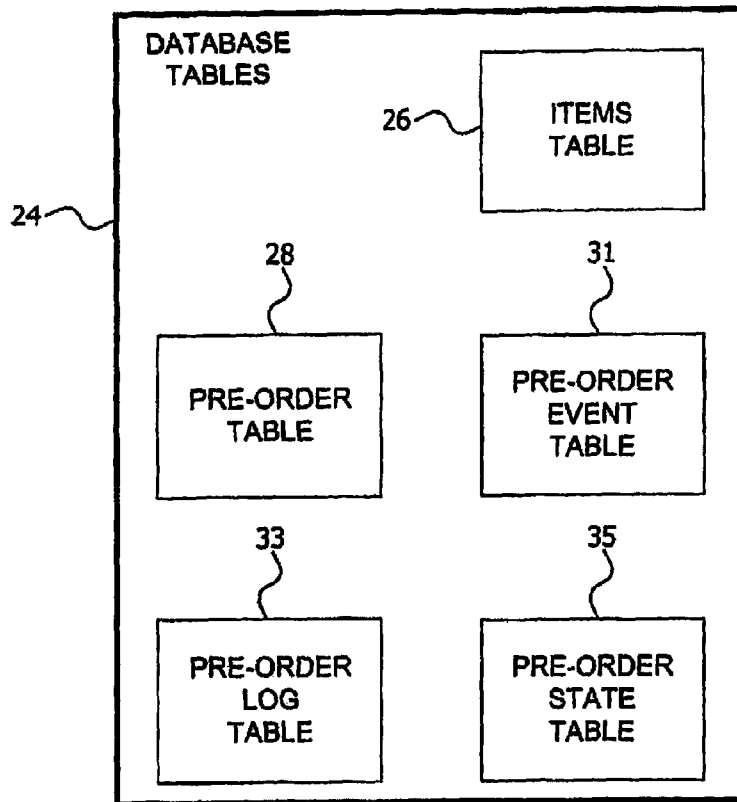 DATABASE
TABLES
26
ITEMS
TABLE
24
28
PRE-ORDER
TABLE
31
PRE-ORDER
EVENT
TABLE
33
PRE-ORDER
LOG
TABLE
35
PRE-ORDER
STATE
TABLE